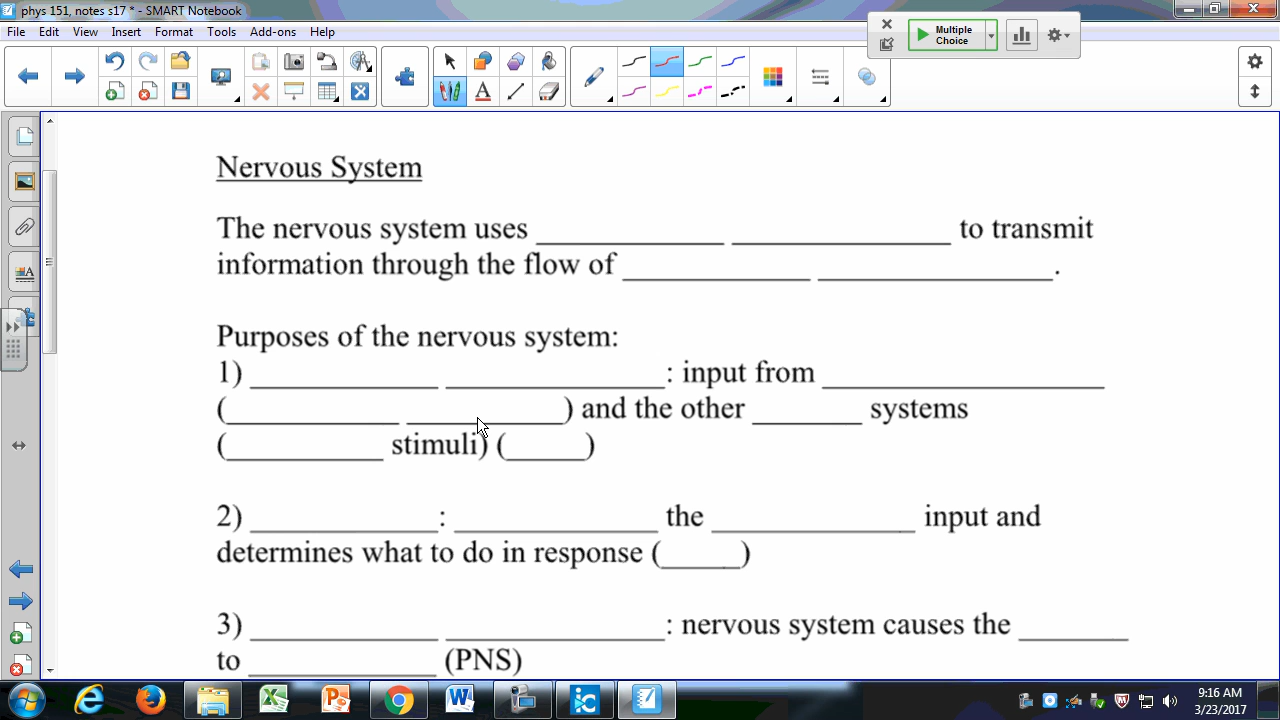 phys 151, notes s17 * - SMART Notebook
File Edit View Insert Format Tools Add-ons Help
Multiple Choice
Nervous System
The nervous system uses ____________ ______________ to transmit
information through the flow of ____________ _______________.
Purposes of the nervous system:
1) ____________ ______________: input from __________________
(___________ __________) and the other _______ systems
(__________ stimuli) (_____)
2) ____________: _____________ the _____________ input and
determines what to do in response (_____)
3) ____________ ______________: nervous system causes the _______
to ____________ (PNS)
9:16 AM
3/23/2017